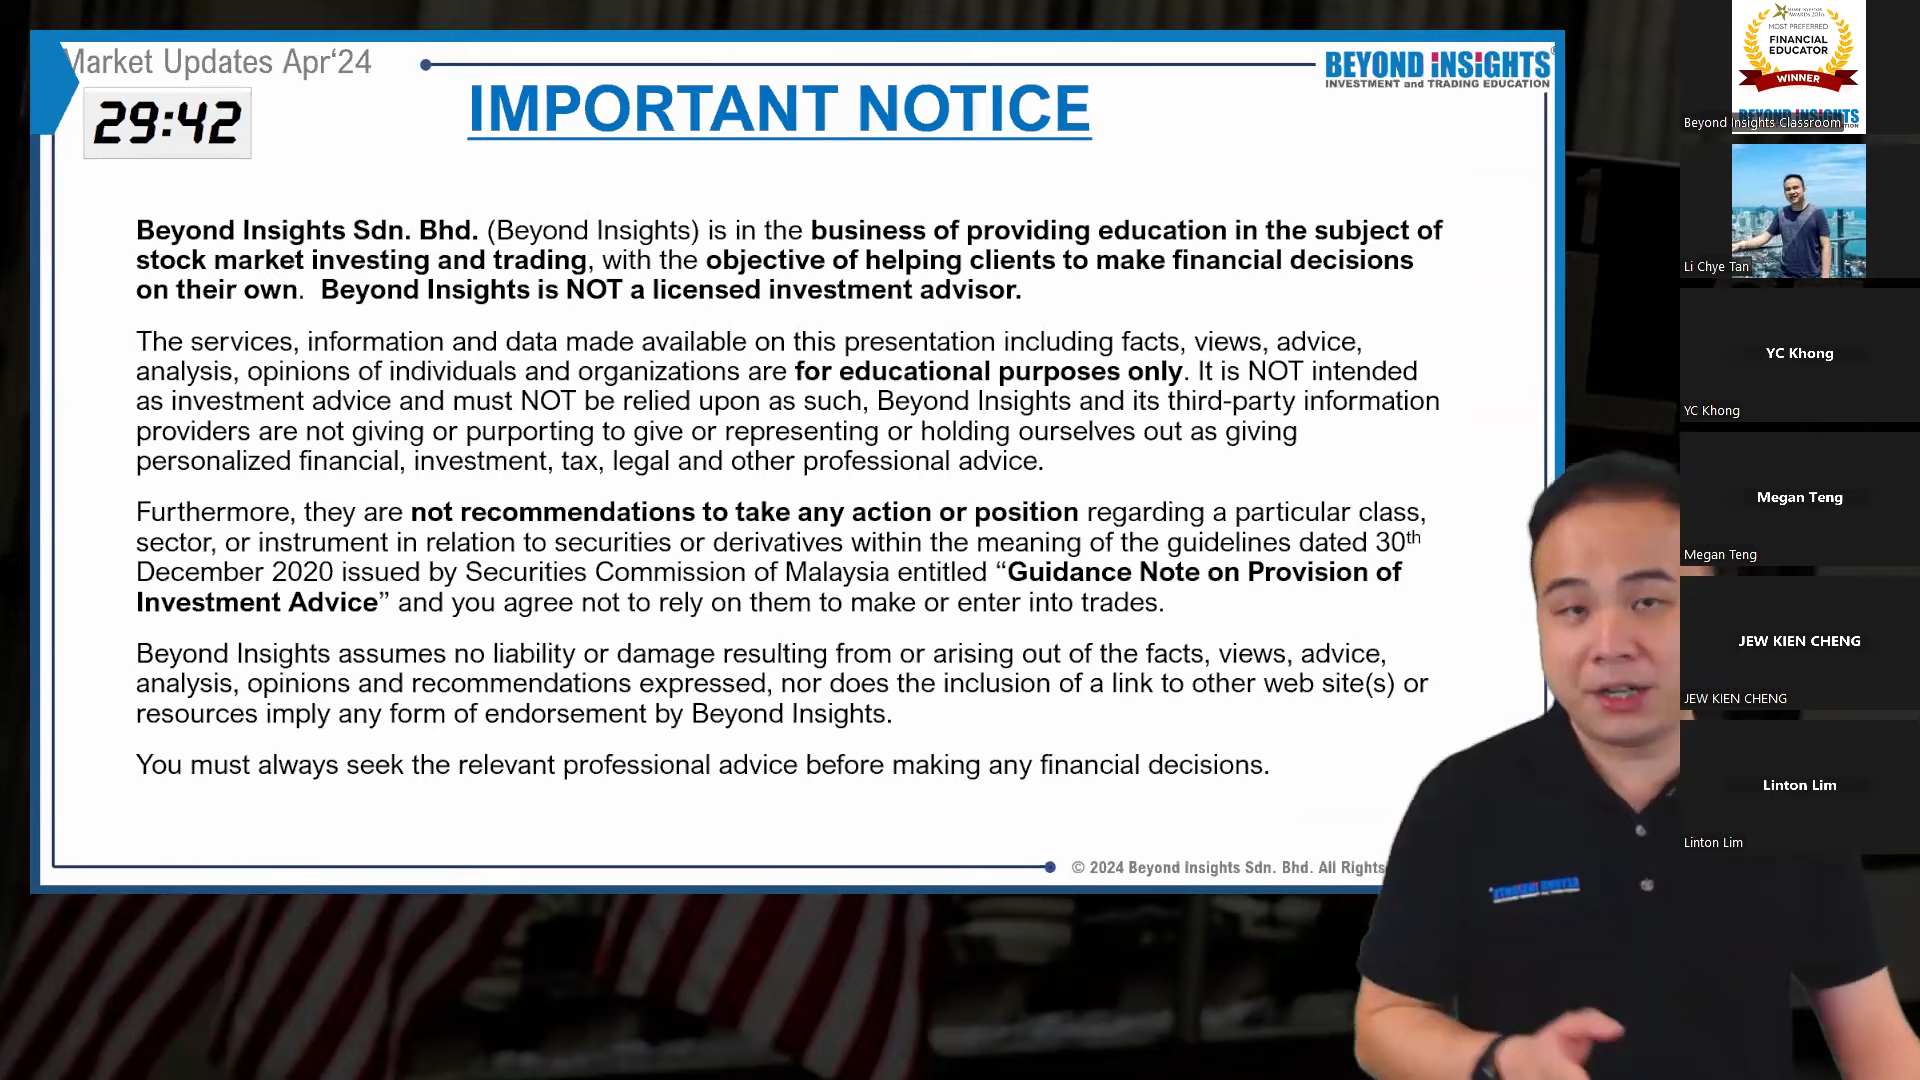 Market Updates Apr‘24
29:42
IMPORTANT NOTICE
BEYOND INSIGHTS
INVESTMENT and TRADING EDUCATION
Beyond Insights Sdn. Bhd. (Beyond Insights) is in the business of providing education in the subject of
stock market investing and trading, with the objective of helping clients to make financial decisions
on their own.  Beyond Insights is NOT a licensed investment advisor.
The services, information and data made available on this presentation including facts, views, advice,
analysis, opinions of individuals and organizations are for educational purposes only. It is NOT intended
as investment advice and must NOT be relied upon as such, Beyond Insights and its third-party information
providers are not giving or purporting to give or representing or holding ourselves out as giving
personalized financial, investment, tax, legal and other professional advice.
Furthermore, they are not recommendations to take any action or position regarding a particular class,
sector, or instrument in relation to securities or derivatives within the meaning of the guidelines dated 30th
December 2020 issued by Securities Commission of Malaysia entitled “Guidance Note on Provision of
Investment Advice” and you agree not to rely on them to make or enter into trades.
Beyond Insights assumes no liability or damage resulting from or arising out of the facts, views, advice,
analysis, opinions and recommendations expressed, nor does the inclusion of a link to other web site(s) or
resources imply any form of endorsement by Beyond Insights.
You must always seek the relevant professional advice before making any financial decisions.
© 2024 Beyond Insights Sdn. Bhd. All Rights
AWARDS 2016
MOST PREFERRED
FINANCIAL
EDUCATOR
WINNER
Beyond Insights Classroom
Li Chye Tan
YC Khong
YC Khong
Megan Teng
Megan Teng
JEW KIEN CHENG
JEW KIEN CHENG
Linton Lim
Linton Lim
BEYOND INSIGHTS